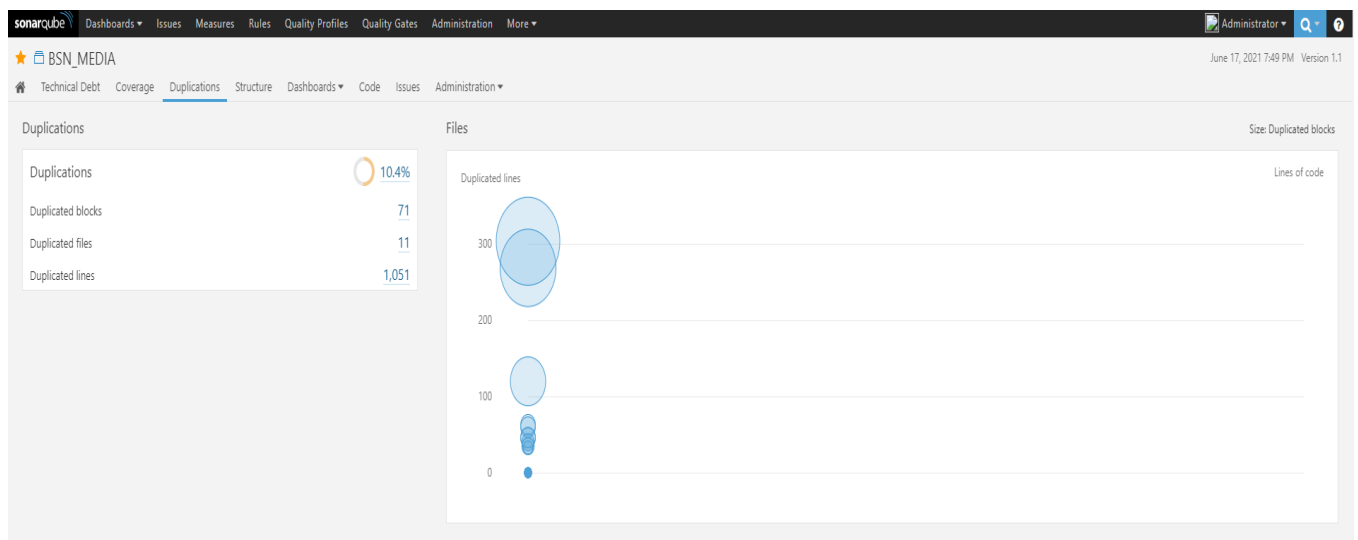 sonarqube Dashboards Issues Measures Rules Quality Profiles Quality Gates Administration More Administrator ?
BSN_MEDIA June 17, 2021 7:49 PM Version 1.1
Technical Debt Coverage Duplications Structure Dashboards Code Issues Administration
Duplications
Duplications 10.4%
Duplicated blocks 71
Duplicated files 11
Duplicated lines 1,051
Files Size: Duplicated blocks
Duplicated lines Lines of code
300
200
100
0